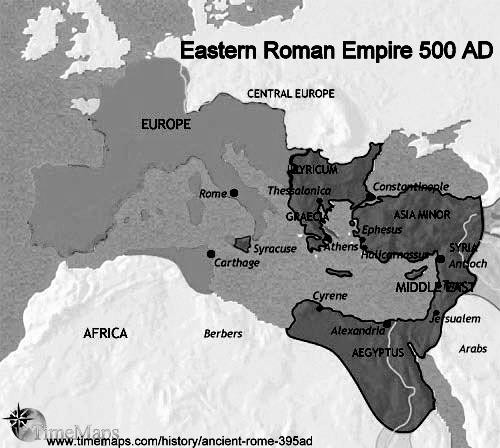 Eastern Roman Empire 500 AD
CENTRAL EUROPE
EUROPE
ILLYRICUM
Thessalonica
Constantinople
Rome
GRAECIA
ASIA MINOR
Ephesus
Syracuse
Athens
Halicarnassus
SYRIA
Carthage
Antioch
MIDDLE EAST
Cyrene
Jersualem
AFRICA
Berbers
Alexandria
Arabs
AEGYPTUS
TimeMaps
www.timemaps.com/history/ancient-rome-395ad